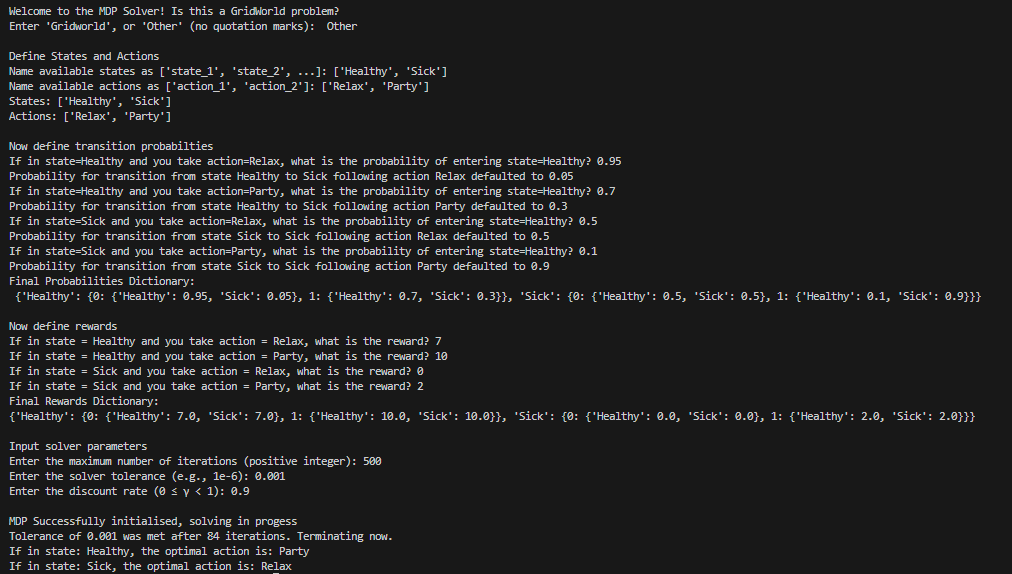 Welcome to the MDP Solver! Is this a GridWorld problem?
Enter 'Gridworld', or 'Other' (no quotation marks):  Other
Define States and Actions
Name available states as ['state_1', 'state_2', ...]: ['Healthy', 'Sick']
Name available actions as ['action_1', 'action_2']: ['Relax', 'Party']
States: ['Healthy', 'Sick']
Actions: ['Relax', 'Party']
Now define transition probabilties
If in state=Healthy and you take action=Relax, what is the probability of entering state=Healthy? 0.95
Probability for transition from state Healthy to Sick following action Relax defaulted to 0.05
If in state=Healthy and you take action=Party, what is the probability of entering state=Healthy? 0.7
Probability for transition from state Healthy to Sick following action Party defaulted to 0.3
If in state=Sick and you take action=Relax, what is the probability of entering state=Healthy? 0.5
Probability for transition from state Sick to Sick following action Relax defaulted to 0.5
If in state=Sick and you take action=Party, what is the probability of entering state=Healthy? 0.1
Probability for transition from state Sick to Sick following action Party defaulted to 0.9
Final Probabilities Dictionary:
{'Healthy': {0: {'Healthy': 0.95, 'Sick': 0.05}, 1: {'Healthy': 0.7, 'Sick': 0.3}}, 'Sick': {0: {'Healthy': 0.5, 'Sick': 0.5}, 1: {'Healthy': 0.1, 'Sick': 0.9}}}
Now define rewards
If in state = Healthy and you take action = Relax, what is the reward? 7
If in state = Healthy and you take action = Party, what is the reward? 10
If in state = Sick and you take action = Relax, what is the reward? 0
If in state = Sick and you take action = Party, what is the reward? 2
Final Rewards Dictionary:
{'Healthy': {0: {'Healthy': 7.0, 'Sick': 7.0}, 1: {'Healthy': 10.0, 'Sick': 10.0}}, 'Sick': {0: {'Healthy': 0.0, 'Sick': 0.0}, 1: {'Healthy': 2.0, 'Sick': 2.0}}}
Input solver parameters
Enter the maximum number of iterations (positive integer): 500
Enter the solver tolerance (e.g., 1e-6): 0.001
Enter the discount rate (0 ≤ γ < 1): 0.9
MDP Successfully initialised, solving in progess
Tolerance of 0.001 was met after 84 iterations. Terminating now.
If in state: Healthy, the optimal action is: Party
If in state: Sick, the optimal action is: Relax